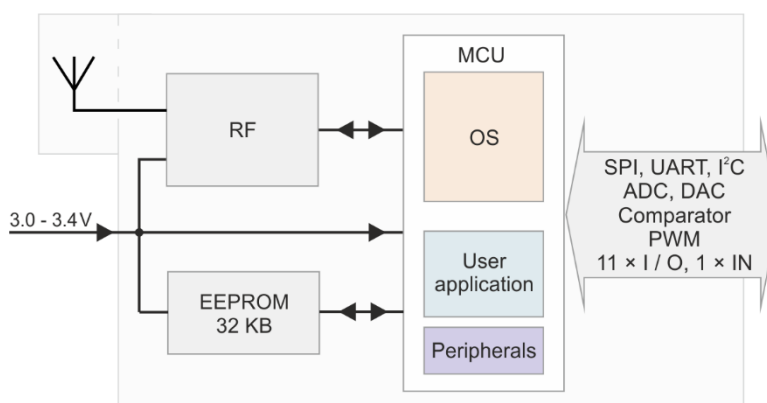 MCU
RF
OS
SPI, UART, I²C
ADC, DAC
Comparator
PWM
11 × I / O, 1 × IN
3.0 - 3.4 V
User
application
EEPROM
32 KB
Peripherals